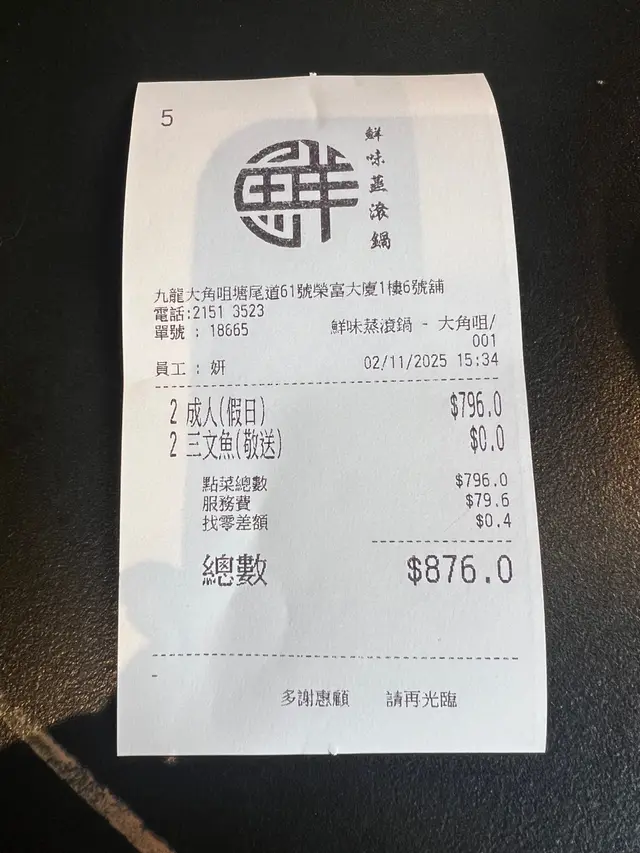 5
鮮
鮮味蒸滾鍋
九龍大角咀塘尾道61號榮富大廈1樓6號舖
電話:2151 3523
單號 : 18665 鮮味蒸滾鍋 - 大角咀/
001
員工 : 妍 02/11/2025 15:34
2 成人(假日) $796.0
2 三文魚(敬送) $0.0
點菜總數 $796.0
服務費 $79.6
找零差額 $0.4
總數 $876.0
-
多謝惠顧 請再光臨